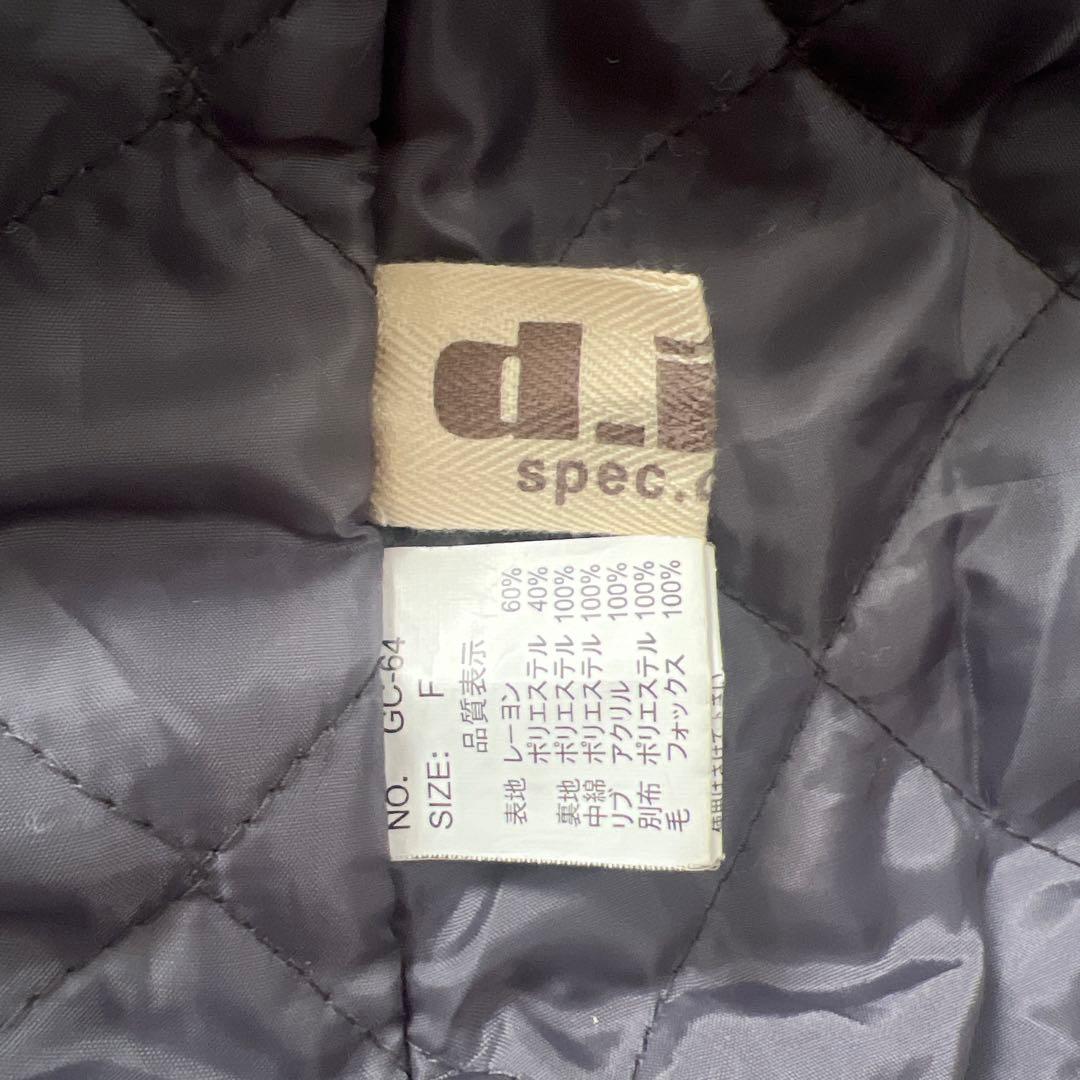 d.i
spec.
NO. GC-64
SIZE: F
品質表示
表地 レーヨン 60%
ポリエステル 40%
裏地 ポリエステル 100%
中綿 ポリエステル 100%
リブ アクリル 100%
別布 ポリエステル 100%
毛 フォックス 100%